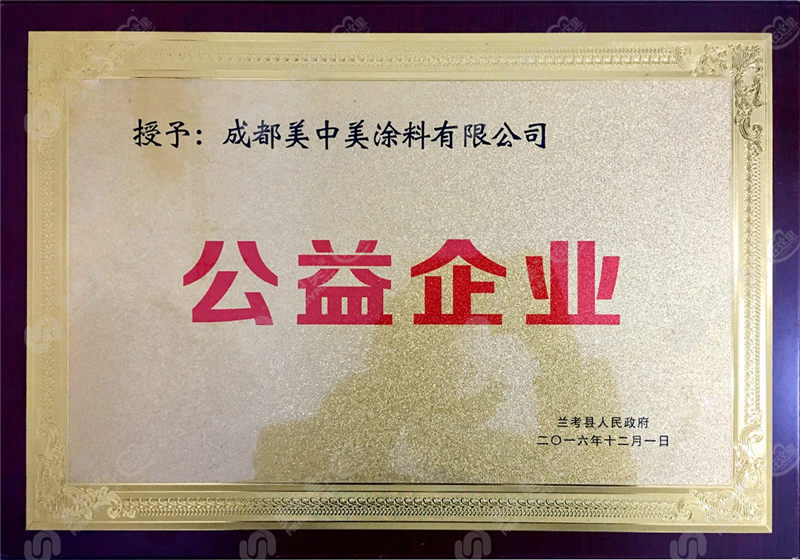 授予：成都美中美涂料有限公司
公益企业
兰考县人民政府
二〇一六年十二月一日